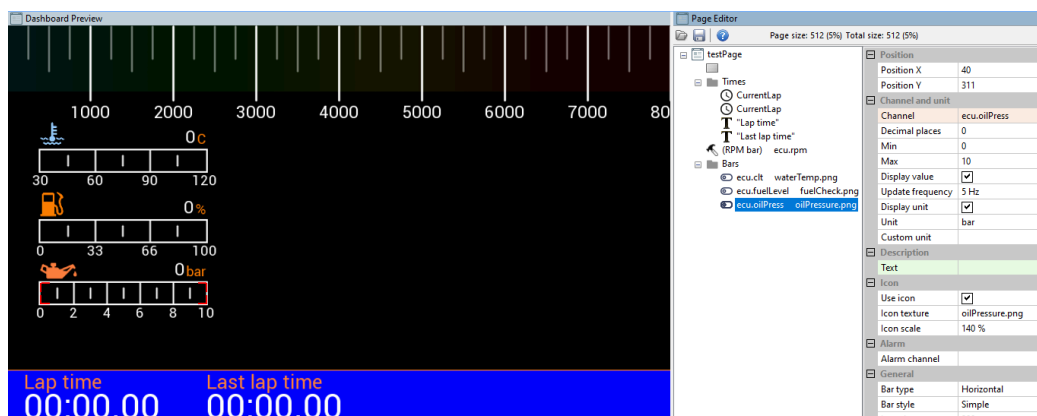 Dashboard Preview
1000 2000 3000 4000 5000 6000 7000 80
0 C
30 60 90 120
0 %
0 33 66 100
0 bar
0 2 4 6 8 10
Lap time Last lap time
00:00.00 00:00.00
Page Editor
Page size: 512 (5%) Total size: 512 (5%)
testPage
Times
CurrentLap
CurrentLap
"Lap time"
"Last lap time"
(RPM bar) ecu.rpm
Bars
ecu.clt waterTemp.png
ecu.fuelLevel fuelCheck.png
ecu.oilPress oilPressure.png
Position
Position X 40
Position Y 311
Channel and unit
Channel ecu.oilPress
Decimal places 0
Min 0
Max 10
Display value
Update frequency 5 Hz
Display unit
Unit bar
Custom unit
Description
Text
Icon
Use icon
Icon texture oilPressure.png
Icon scale 140 %
Alarm
Alarm channel
General
Bar type Horizontal
Bar style Simple